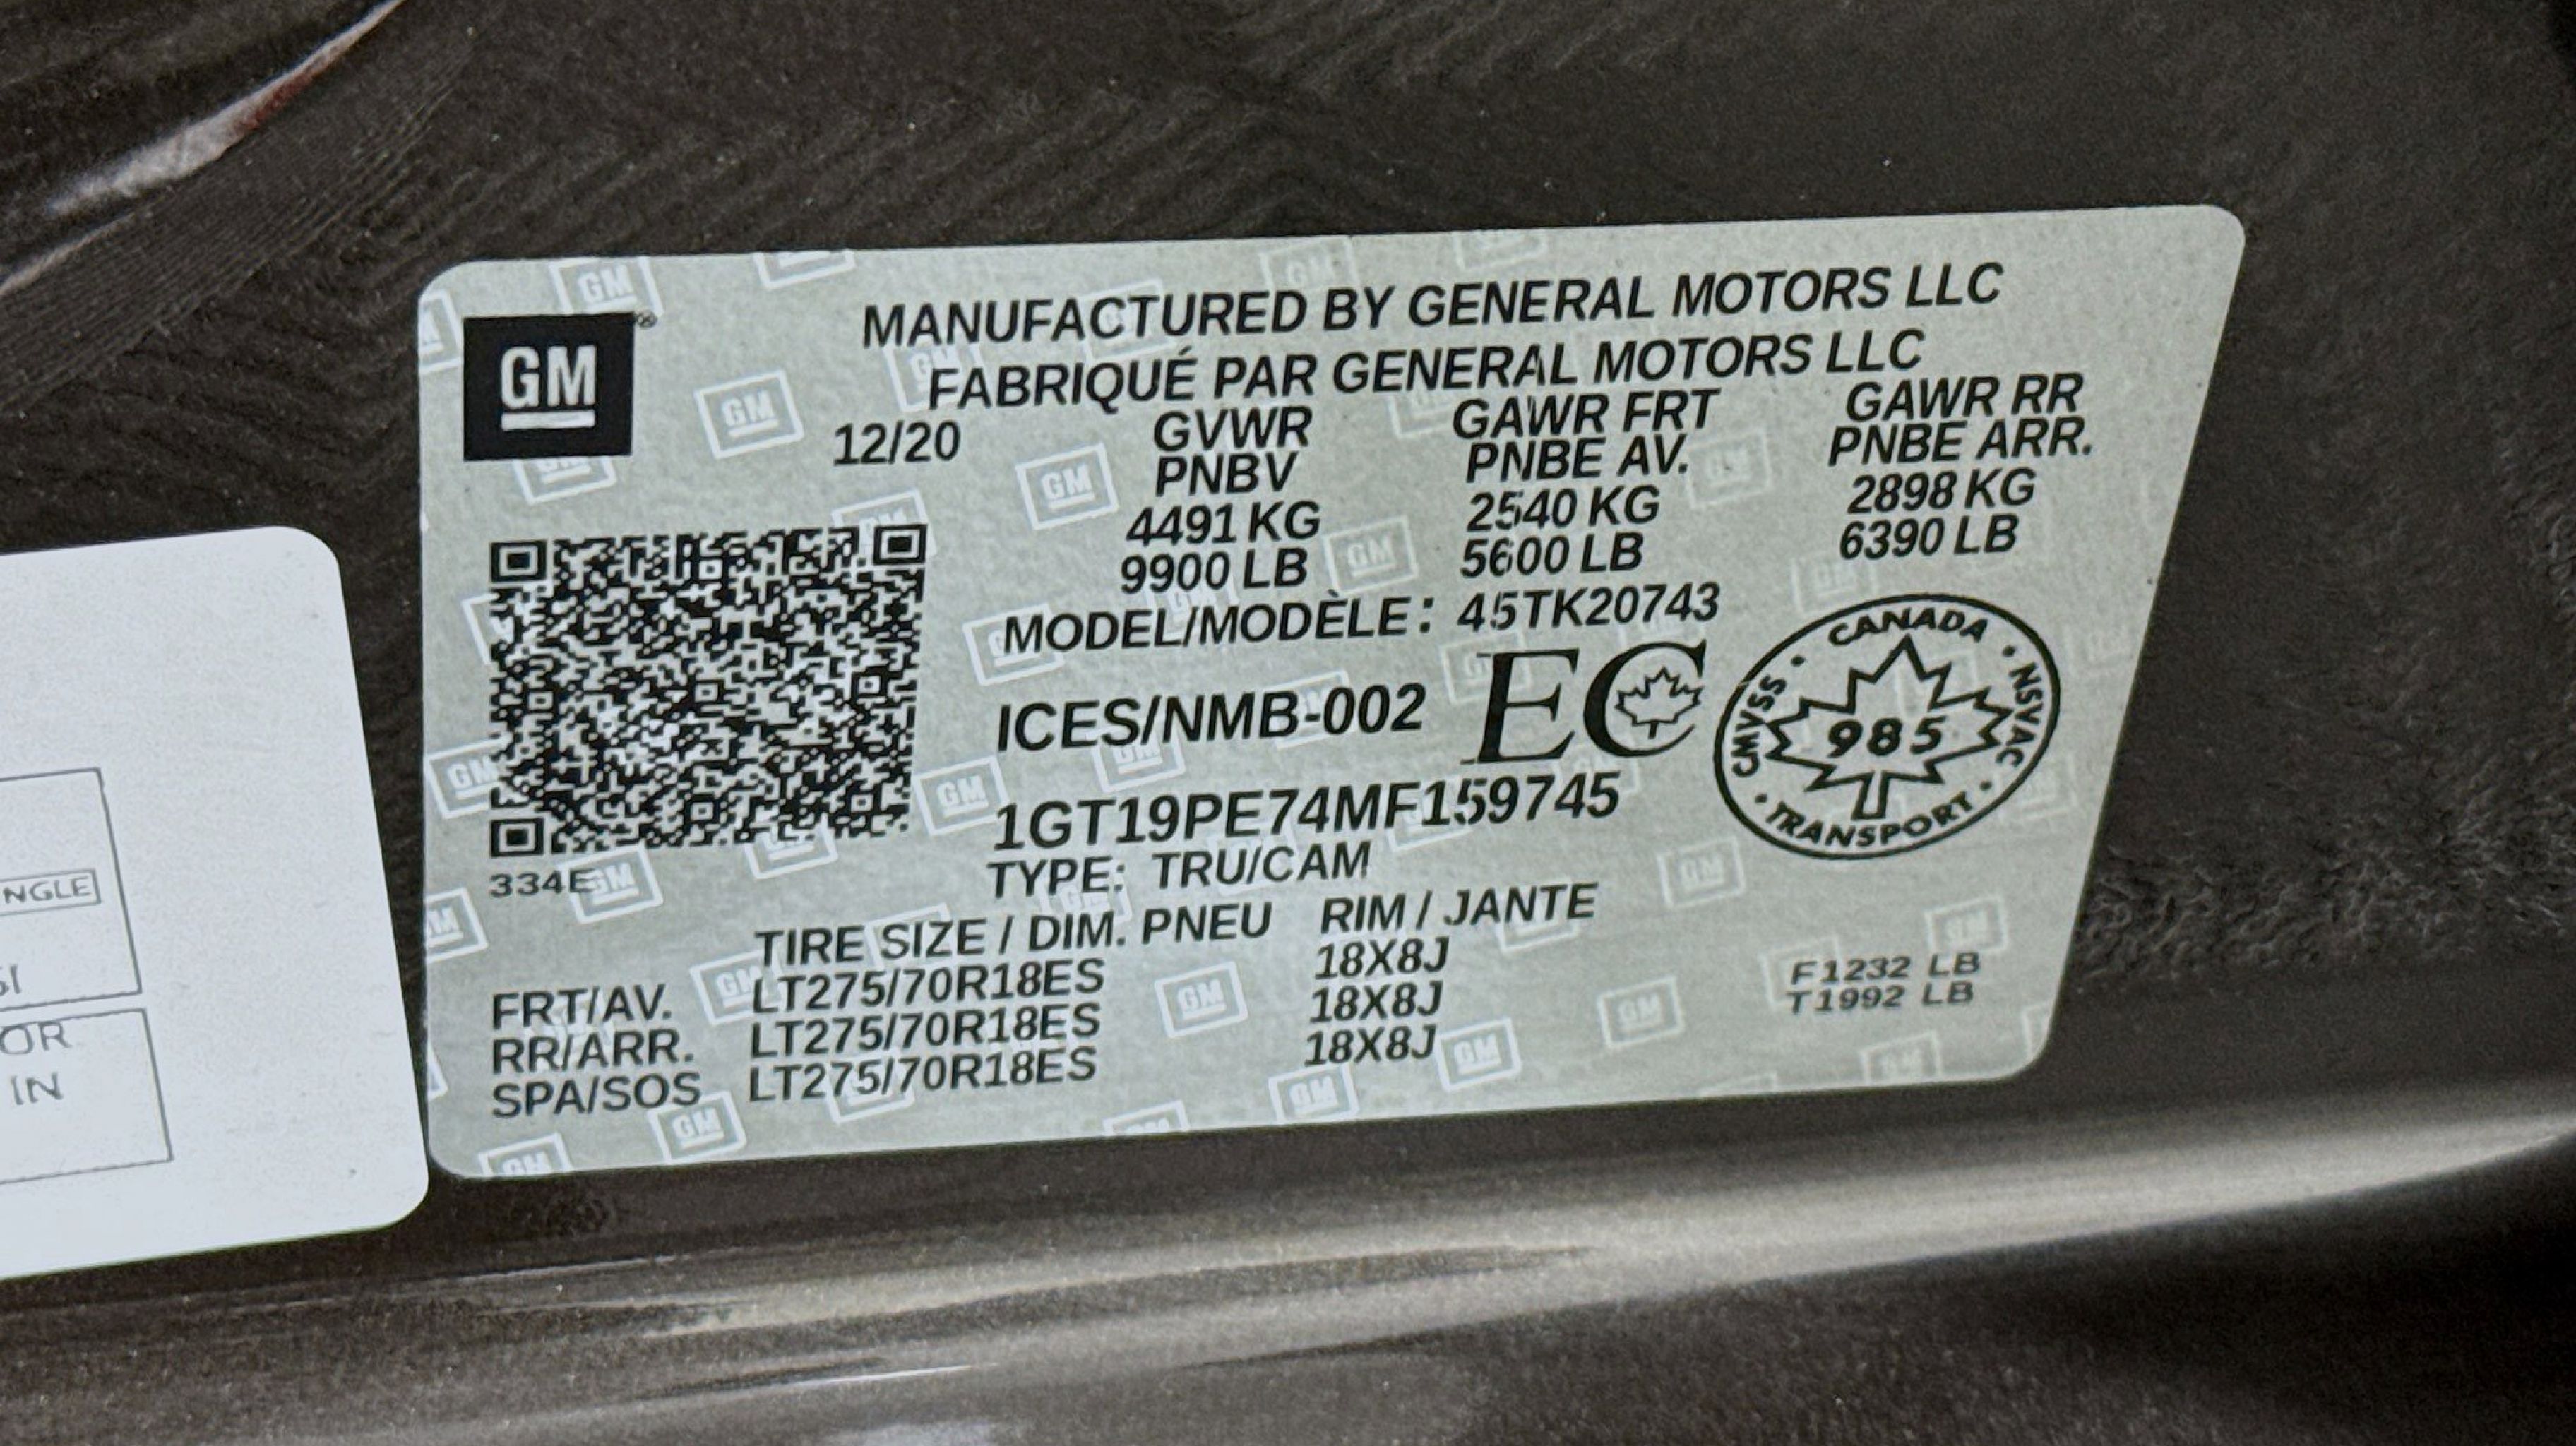 GM
MANUFACTURED BY GENERAL MOTORS LLC
FABRIQUÉ PAR GENERAL MOTORS LLC
12/20 GVWR GAWR FRT GAWR RR
PNBV PNBE AV. PNBE ARR.
4491 KG 2540 KG 2898 KG
9900 LB 5600 LB 6390 LB
MODEL/MODÈLE: 45TK20743
ICES/NMB-002 EC
CANADA · NSVAC · TRANSPORT · CMVSS ·
985
1GT19PE74MF159745
334E
TYPE: TRU/CAM
TIRE SIZE / DIM. PNEU RIM / JANTE
FRT/AV. LT275/70R18ES 18X8J
RR/ARR. LT275/70R18ES 18X8J
SPA/SOS LT275/70R18ES 18X8J
F1232 LB
T1992 LB
NGLE
SI
OR
IN